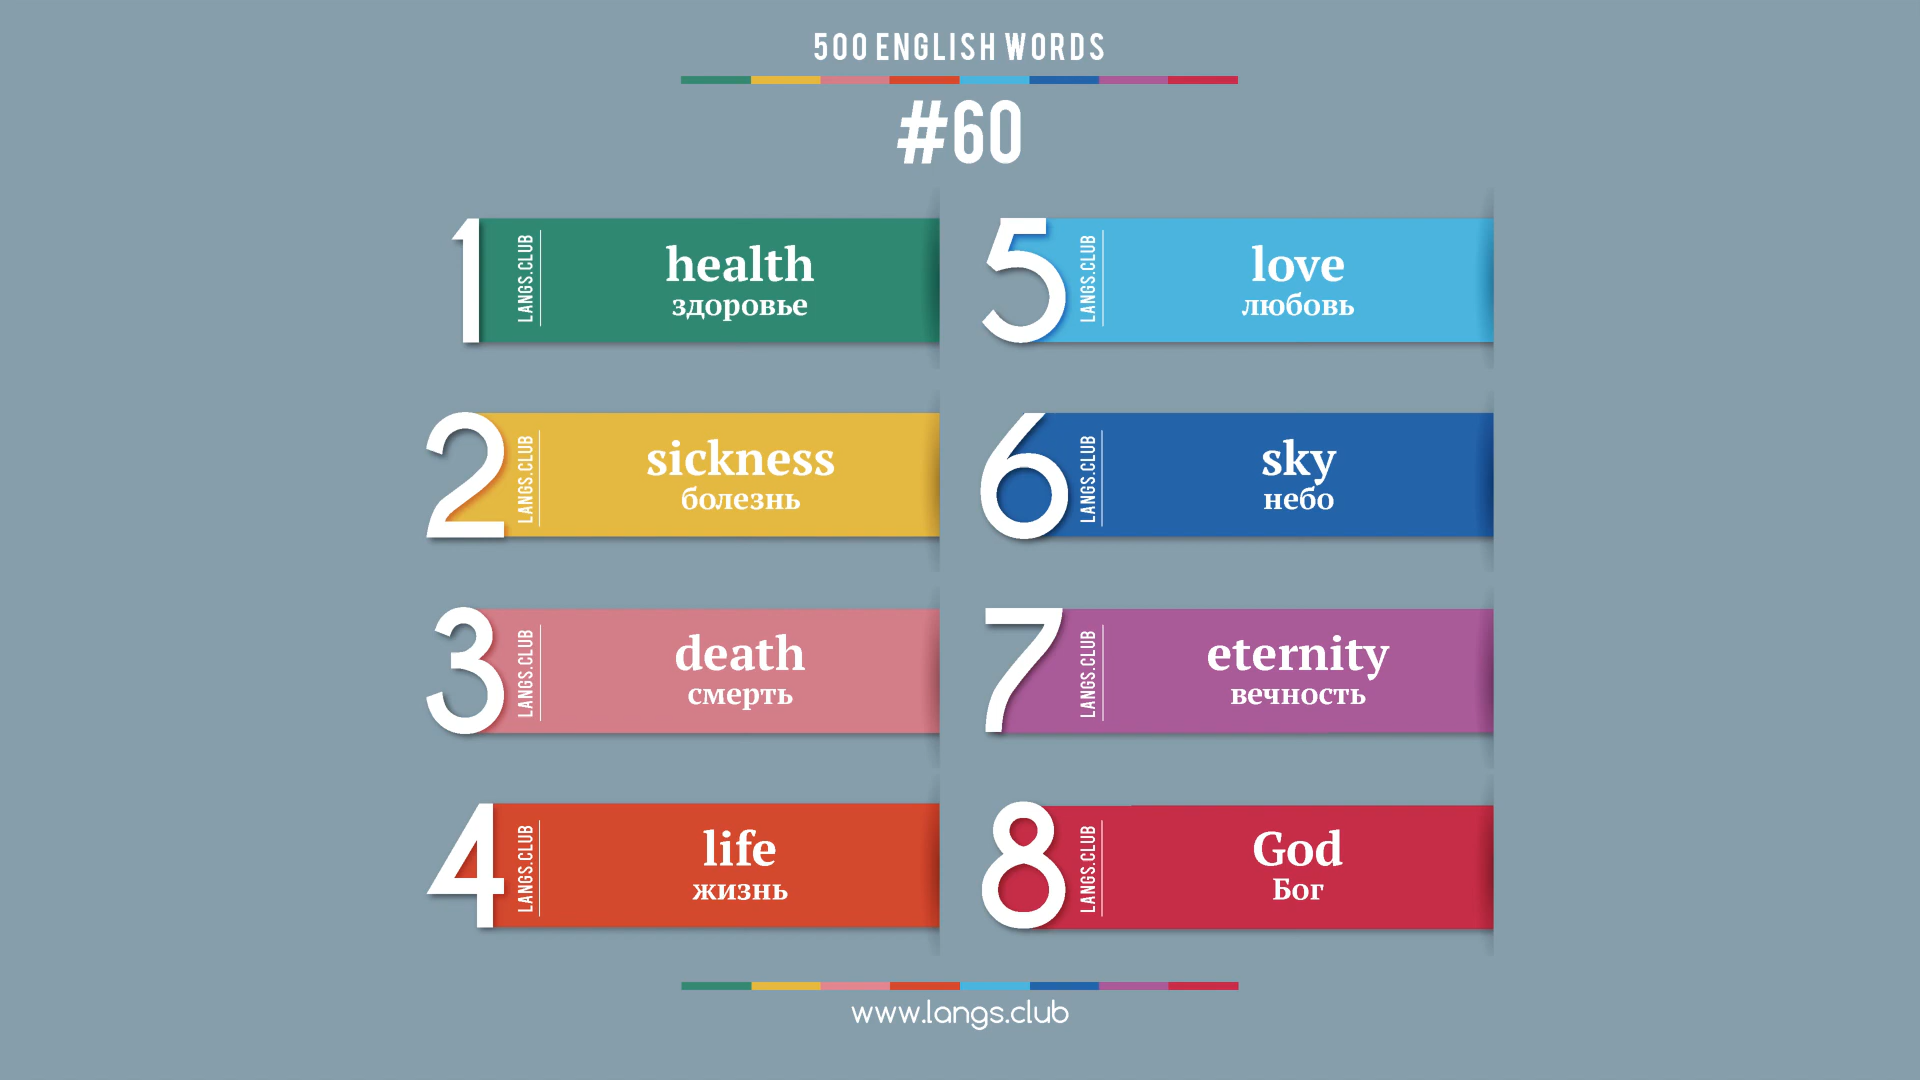 500 ENGLISH WORDS
#60
1
LANGS.CLUB
health
здоровье
2
LANGS.CLUB
sickness
болезнь
3
LANGS.CLUB
death
смерть
4
LANGS.CLUB
life
жизнь
5
LANGS.CLUB
love
любовь
6
LANGS.CLUB
sky
небо
7
LANGS.CLUB
eternity
вечность
8
LANGS.CLUB
God
Бог
www.langs.club